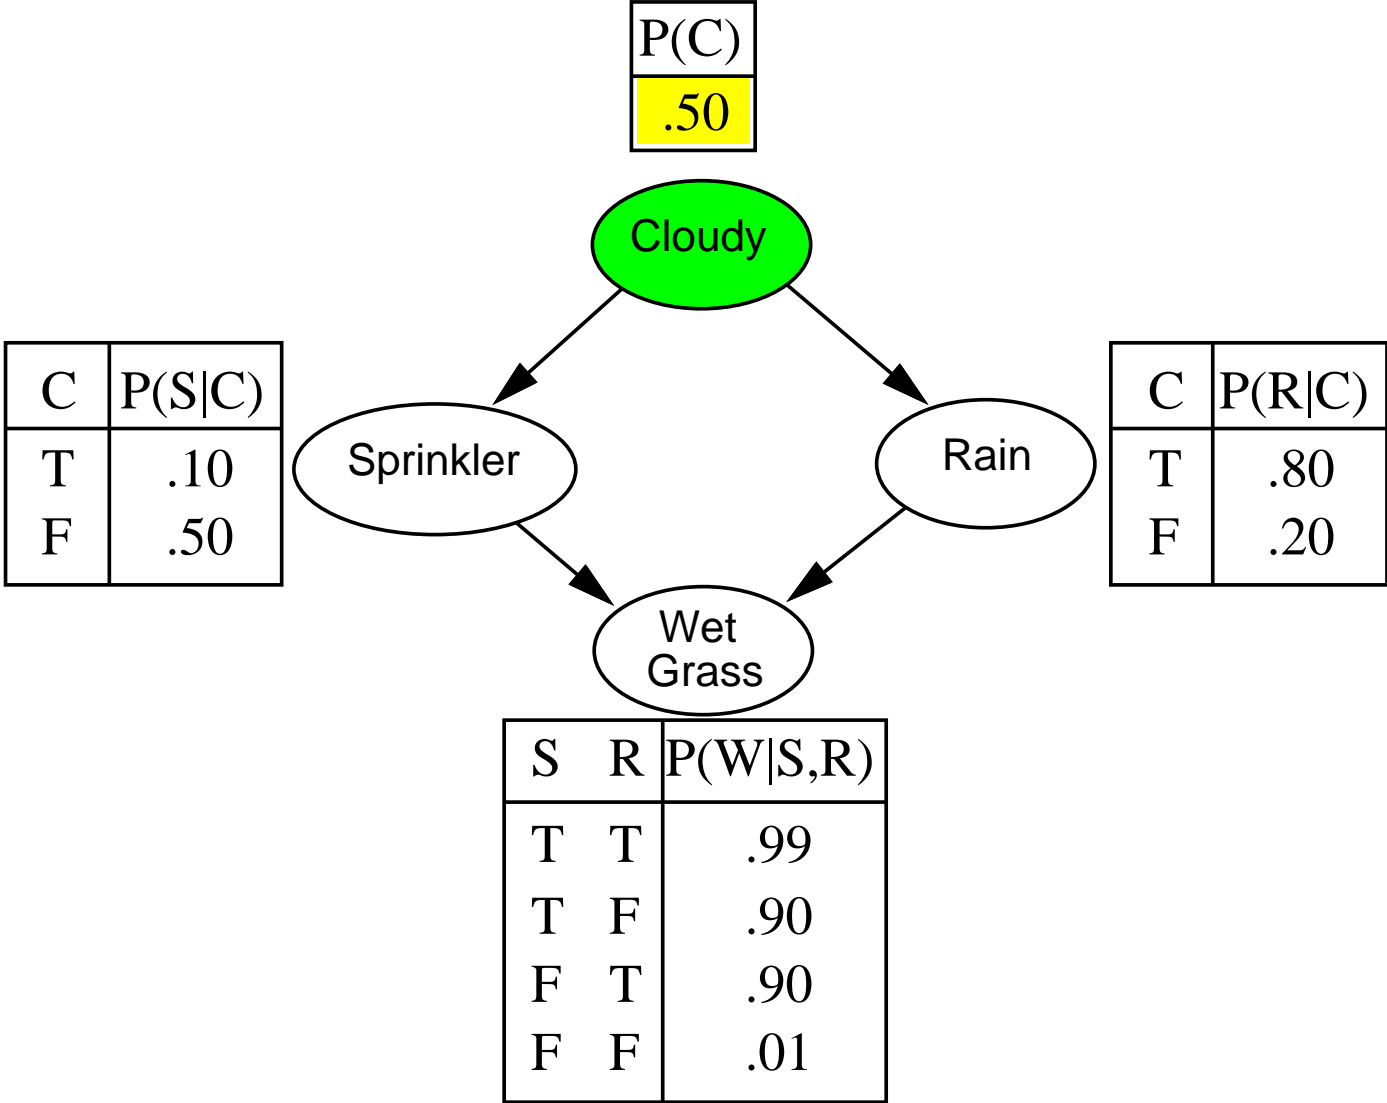 P(C)
.50
Cloudy
C P(S|C)
T .10
F .50
Sprinkler
Rain
C P(R|C)
T .80
F .20
Wet
Grass
S R P(W|S,R)
T T .99
T F .90
F T .90
F F .01